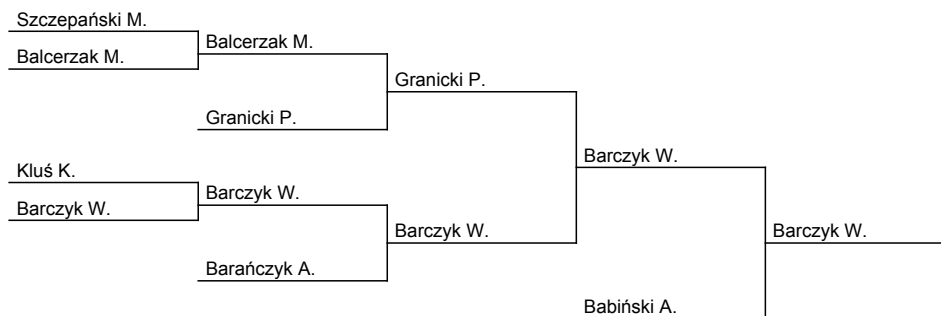 Szczepański M.
Balcerzak M.
Balcerzak M.
Granicki P.
Granicki P.
Barczyk W.
Kluś K.
Barczyk W.
Barczyk W.
Barczyk W.
Barczyk W.
Barańczyk A.
Babiński A.